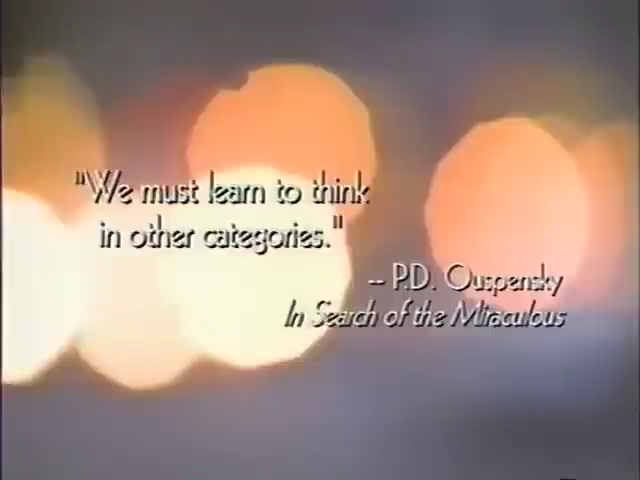 "We must learn to think
in other categories."
-- P.D. Ouspensky
In Search of the Miraculous